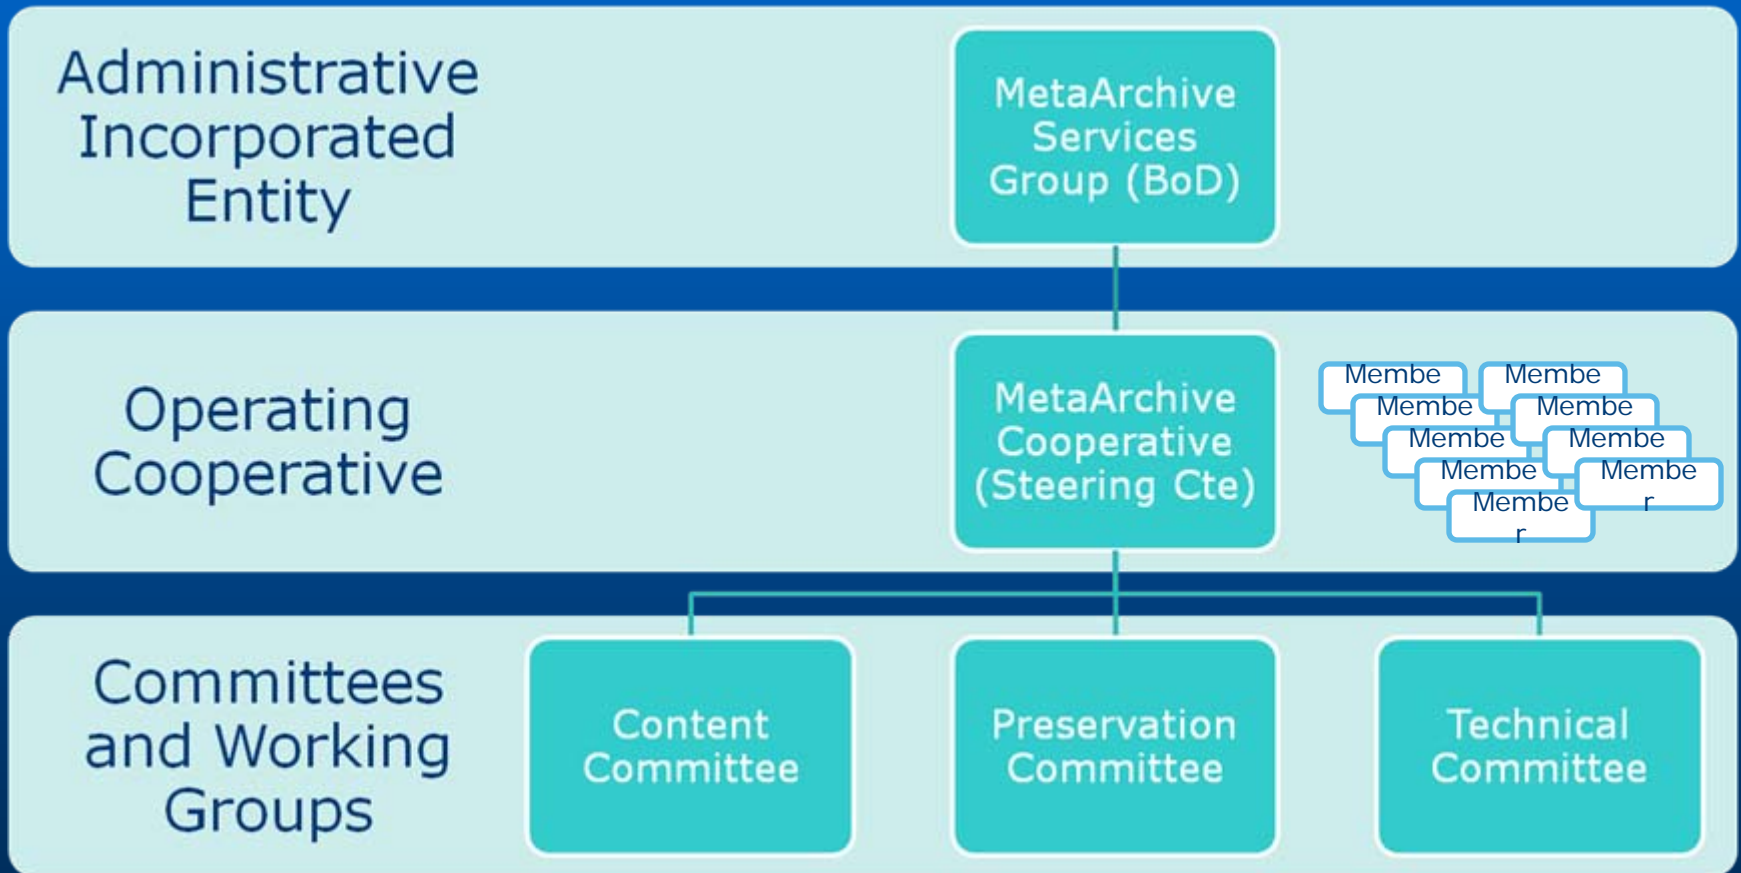 Administrative
Incorporated
Entity
MetaArchive
Services
Group (BoD)
Operating
Cooperative
MetaArchive
Cooperative
(Steering Cte)
Membe
Membe
Membe
Membe
Membe
r
Membe
Membe
Membe
Membe
r
Committees
and Working
Groups
Content
Committee
Preservation
Committee
Technical
Committee